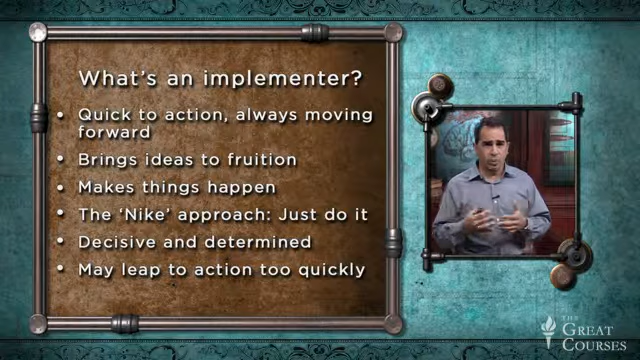 What's an implementer?
• Quick to action, always moving
forward
• Brings ideas to fruition
• Makes things happen
• The 'Nike' approach: Just do it
• Decisive and determined
• May leap to action too quickly
THE
GREAT
COURSES